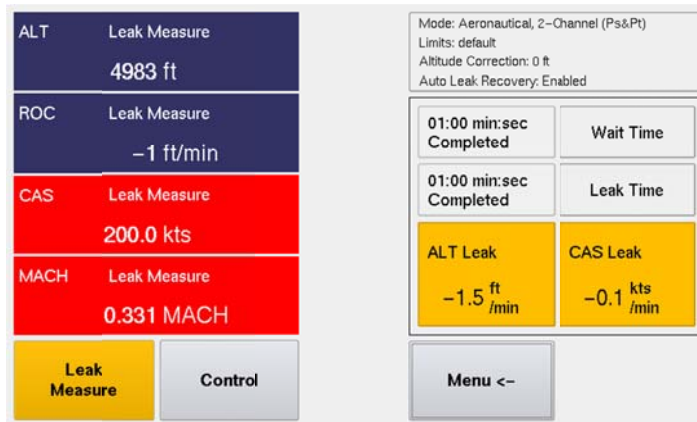 ALT Leak Measure
4983 ft
ROC Leak Measure
−1 ft/min
CAS Leak Measure
200.0 kts
MACH Leak Measure
0.331 MACH
Leak
Measure
Control
Mode: Aeronautical, 2−Channel (Ps&Pt)
Limits: default
Altitude Correction: 0 ft
Auto Leak Recovery: Enabled
01:00 min:sec
Completed
Wait Time
01:00 min:sec
Completed
Leak Time
ALT Leak
−1.5 ft/min
CAS Leak
−0.1 kts/min
Menu <−